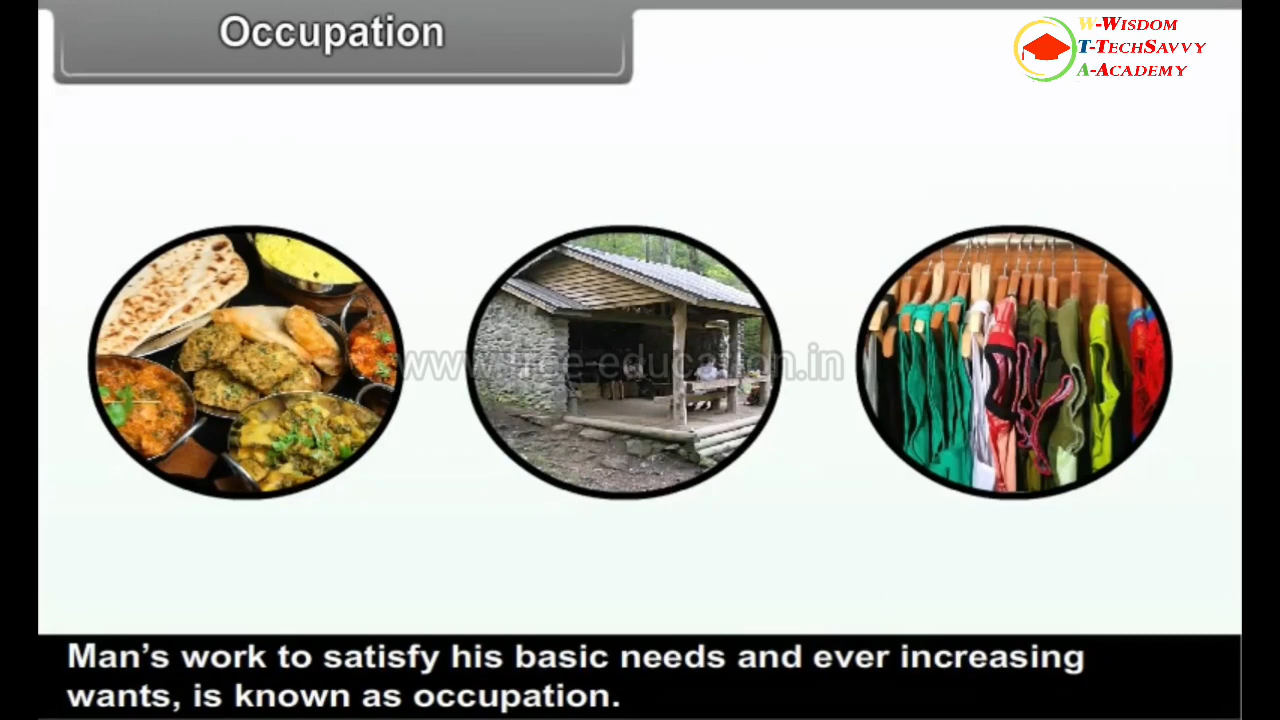 Occupation
W-WISDOM
T-TECHSAVVY
A-ACADEMY
Man's work to satisfy his basic needs and ever increasing
wants, is known as occupation.